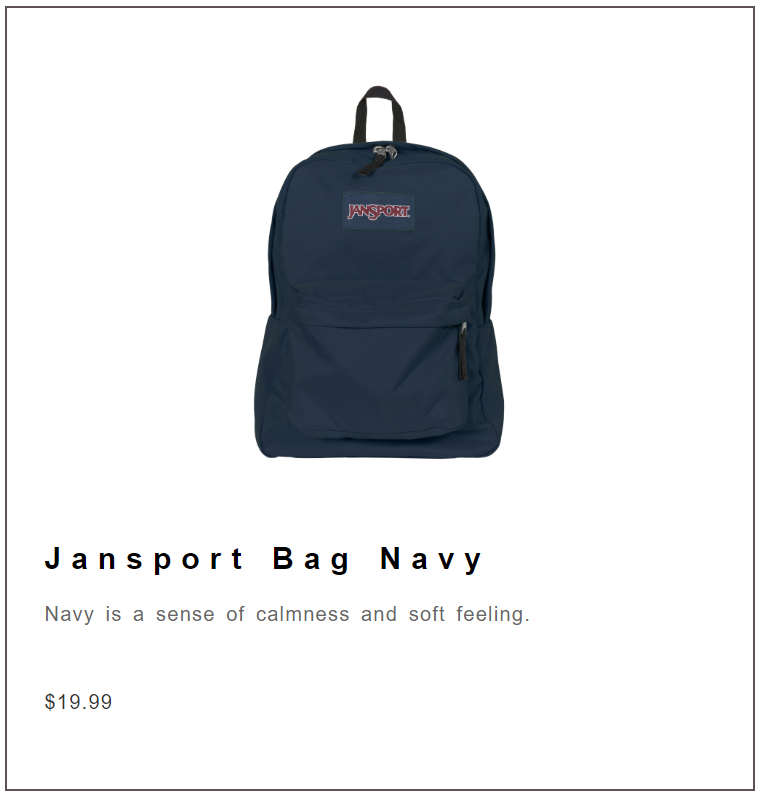 JANSPORT
Jansport Bag Navy
Navy is a sense of calmness and soft feeling.
$19.99